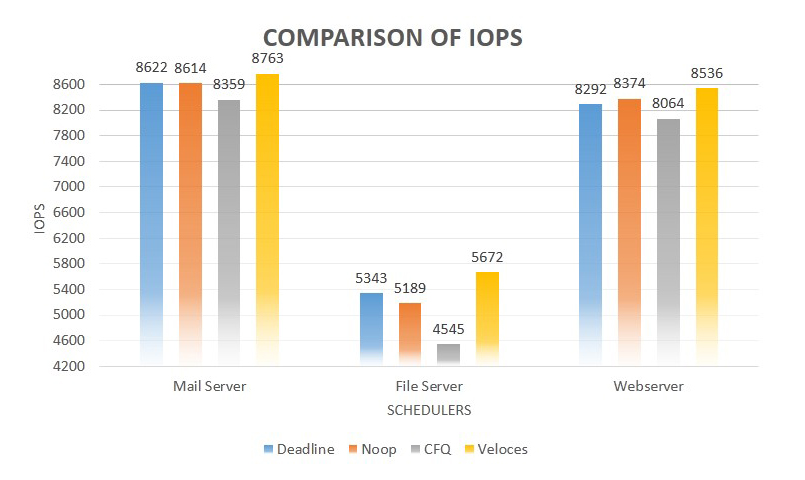 COMPARISON OF IOPS
8622 8614 8359 8763
5343 5189 4545 5672
8292 8374 8064 8536
8600
8200
7800
7400
7000
6600
6200
5800
5400
5000
4600
4200
IOPS
Mail Server File Server Webserver
SCHEDULERS
Deadline Noop CFQ Veloces